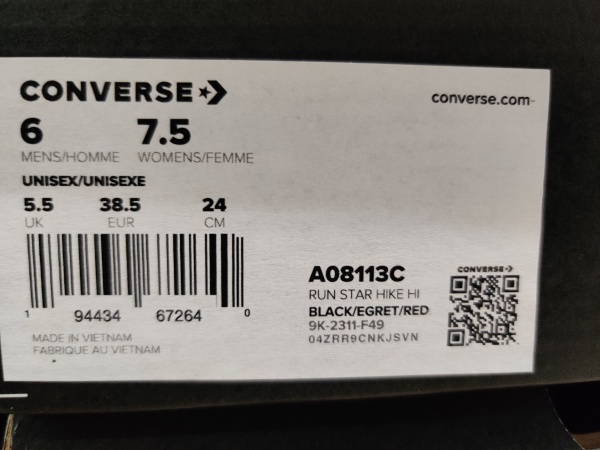 CONVERSE
converse.com
6 7.5
MENS/HOMME WOMENS/FEMME
UNISEX/UNISEXE
5.5 38.5 24
UK EUR CM
1 94434 67264 0
MADE IN VIETNAM
FABRIQUE AU VIETNAM
CONVERSE
A08113C
RUN STAR HIKE HI
BLACK/EGRET/RED
9K-2311-F49
04ZRR9CNKJSVN